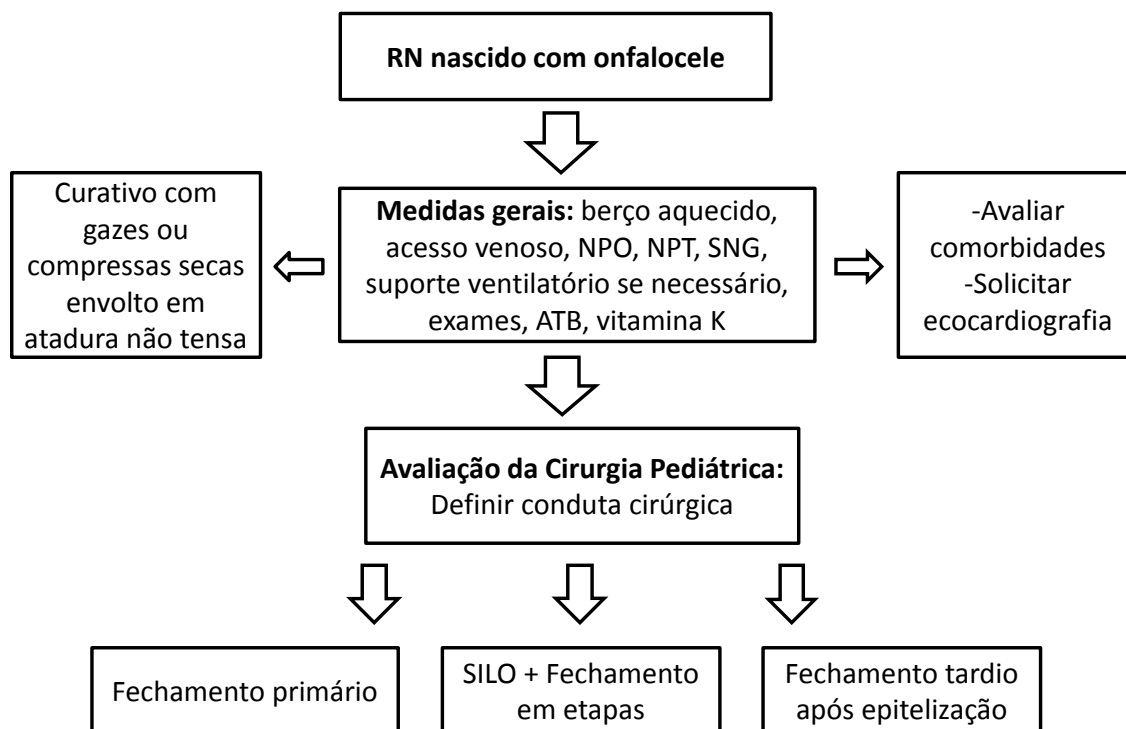 RN nascido com onfalocele
Curativo com
gazes ou
compressas secas
envolto em
atadura não tensa
Medidas gerais: berço aquecido,
acesso venoso, NPO, NPT, SNG,
suporte ventilatório se necessário,
exames, ATB, vitamina K
-Avaliar
comorbidades
-Solicitar
ecocardiografia
Avaliação da Cirurgia Pediátrica:
Definir conduta cirúrgica
Fechamento primário
SILO + Fechamento
em etapas
Fechamento tardio
após epitelização